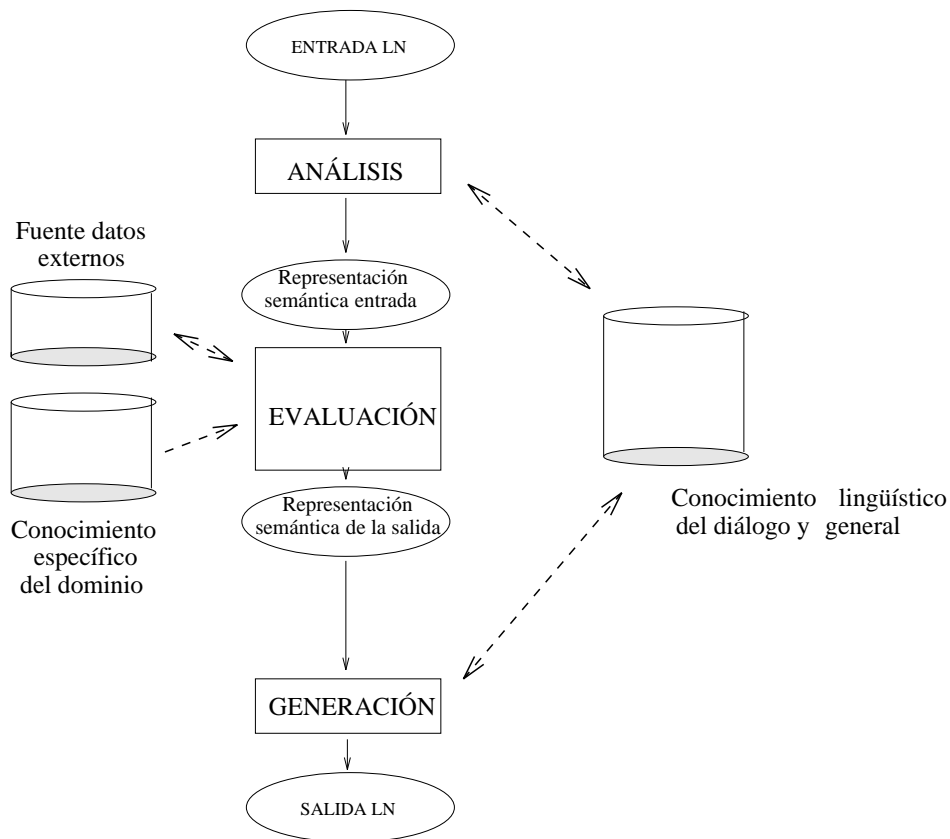 ENTRADA LN
ANÁLISIS
Fuente datos
externos
Representación
semántica entrada
EVALUACIÓN
Representación
semántica de la salida
Conocimiento
específico
del dominio
Conocimiento lingüístico
del diálogo y general
GENERACIÓN
SALIDA LN